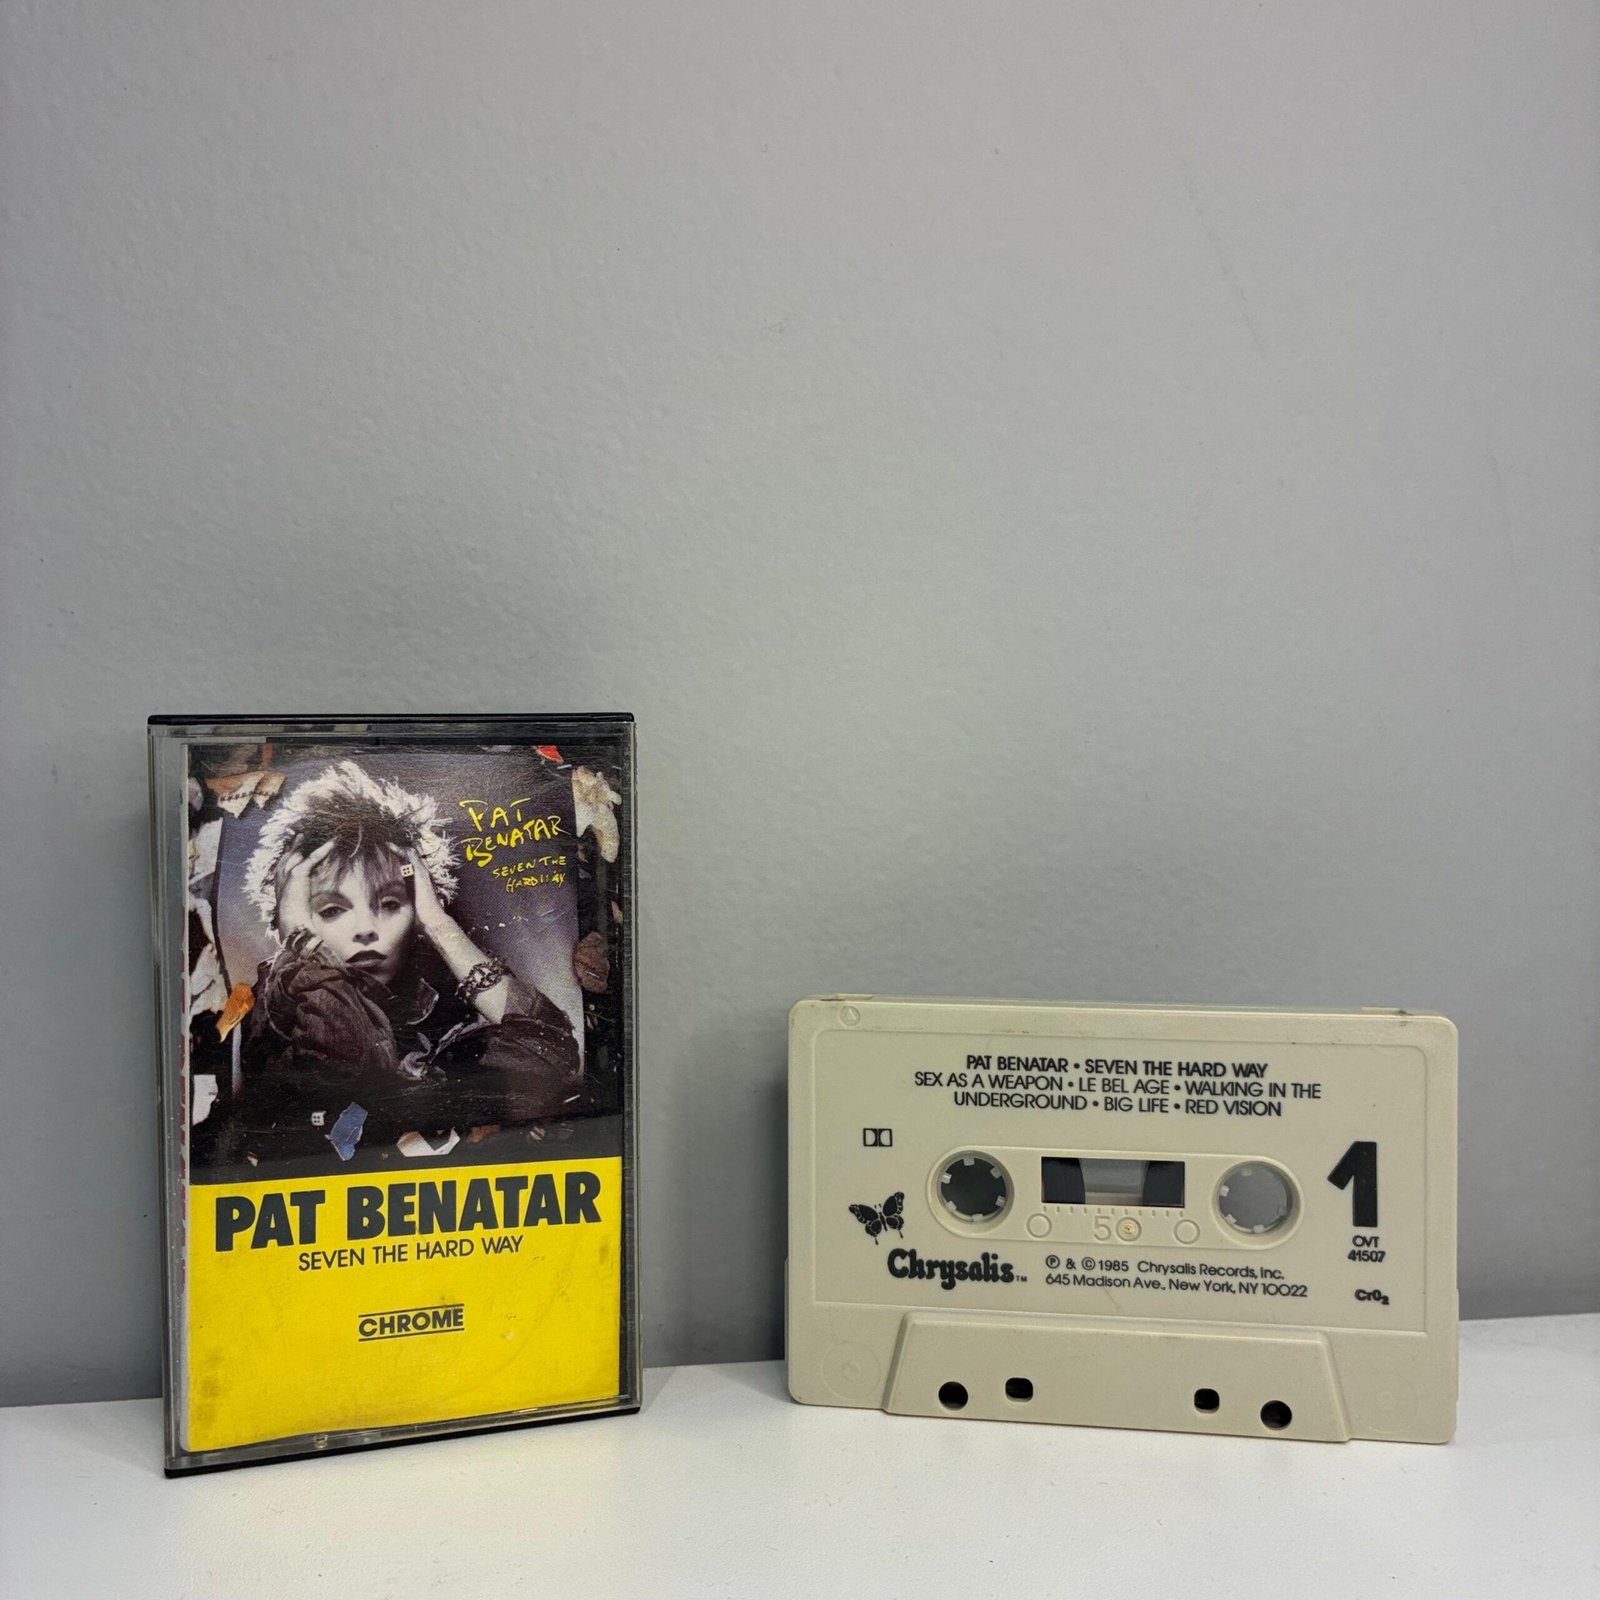 PAT
BENATAR
SEVEN THE
HARD WAY
PAT BENATAR
SEVEN THE HARD WAY
CHROME
PAT BENATAR • SEVEN THE HARD WAY
SEX AS A WEAPON • LE BEL AGE • WALKING IN THE
UNDERGROUND • BIG LIFE • RED VISION
1
50
OVT
41507
Chrysalis™
℗ & © 1985 Chrysalis Records, Inc.
645 Madison Ave., New York, NY 10022
CrO₂